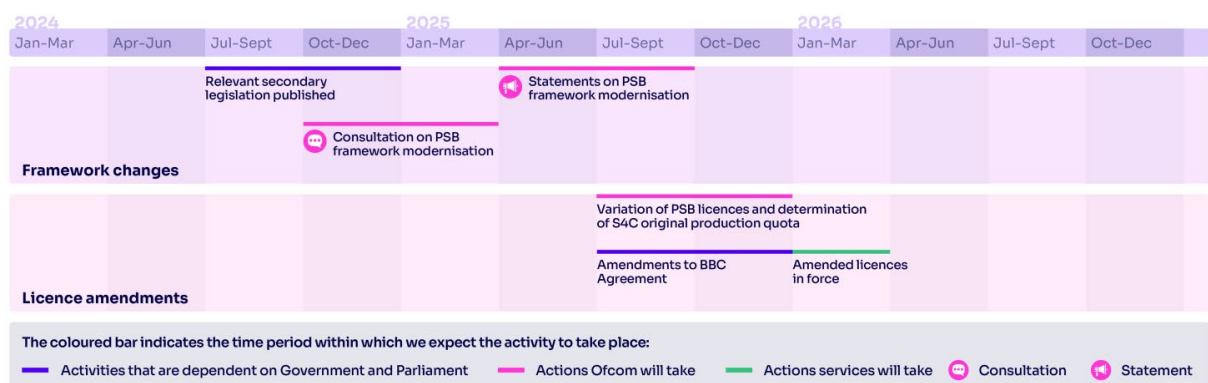 2024 2025 2026
Jan-Mar Apr-Jun Jul-Sept Oct-Dec Jan-Mar Apr-Jun Jul-Sept Oct-Dec Jan-Mar Apr-Jun Jul-Sept Oct-Dec
Relevant secondary
legislation published
Statements on PSB
framework modernisation
Consultation on PSB
framework modernisation
Framework changes
Variation of PSB licences and determination
of S4C original production quota
Amendments to BBC
Agreement
Amended licences
in force
Licence amendments
The coloured bar indicates the time period within which we expect the activity to take place:
Activities that are dependent on Government and Parliament Actions Ofcom will take Actions services will take Consultation Statement